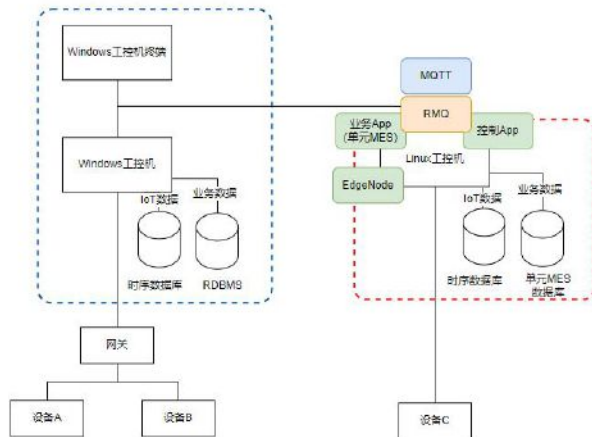 Windows工控机终端
MQTT
RMQ
业务App
(单元MES)
控制App
Windows工控机
Linux工控机
EdgeNode
IoT数据
业务数据
IoT数据
业务数据
时序数据库
RDBMS
时序数据库
单元MES
数据库
网关
设备A
设备B
设备C